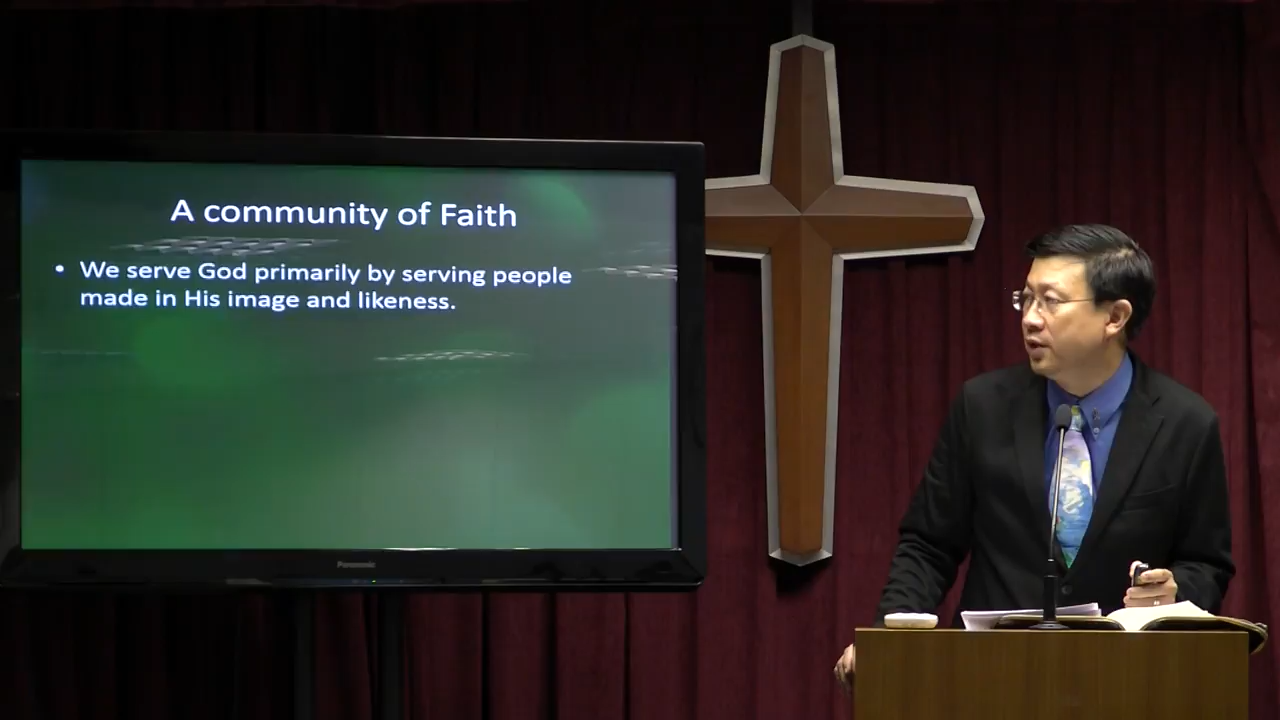 A community of Faith
• We serve God primarily by serving people
made in His image and likeness.
Panasonic